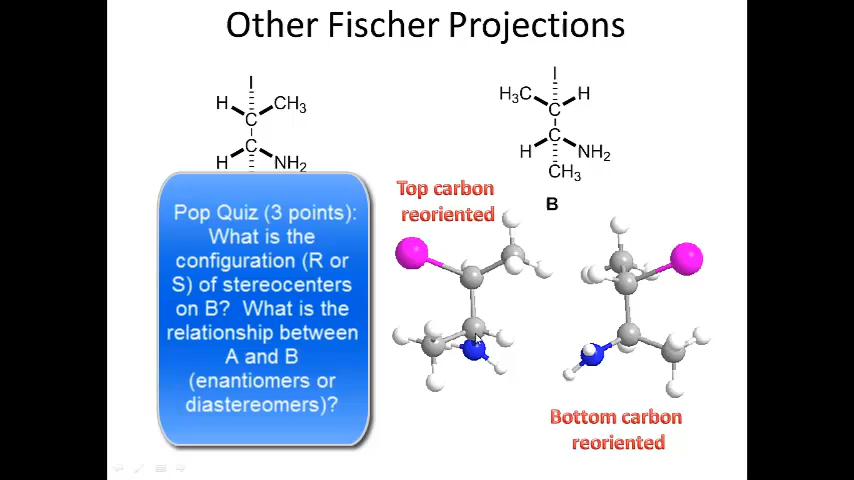 Other Fischer Projections
I
H
CH3
C
C
H
NH2
I
H3C
H
C
C
H
NH2
CH3
B
Top carbon
reoriented
Pop Quiz (3 points):
What is the
configuration (R or
S) of stereocenters
on B? What is the
relationship between
A and B
(enantiomers or
diastereomers)?
Bottom carbon
reoriented